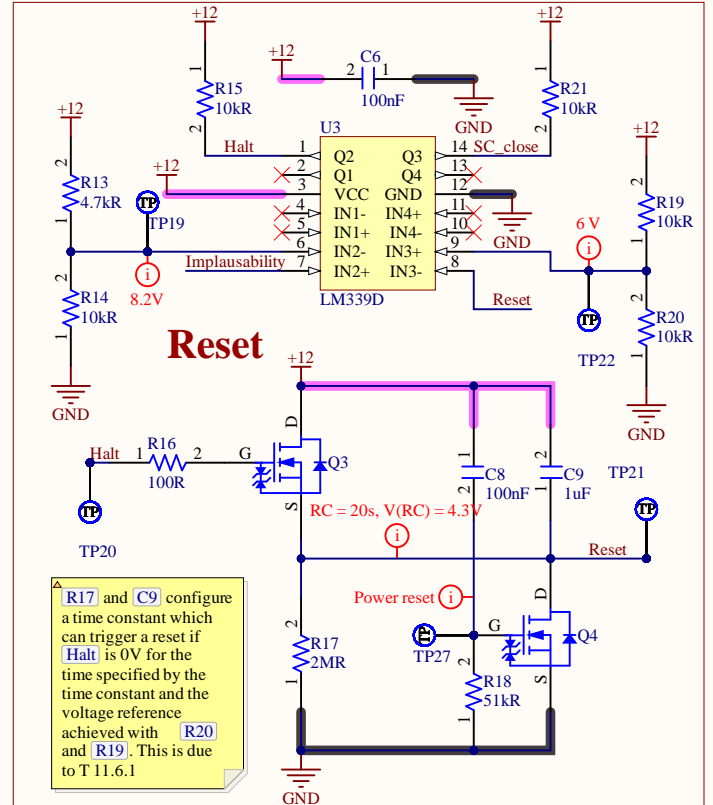 +12
+12
+12
R15
10kR
1
2
C6
2
1
100nF
GND
R21
10kR
1
2
+12
R13
4.7kR
2
1
+12
TP
TP19
i
8.2V
R14
10kR
2
1
GND
U3
Halt
1
Q2
Q3
14
SC_close
2
Q1
Q4
13
3
VCC
GND
12
4
IN1-
IN4+
11
5
IN1+
IN4-
10
6
IN2-
IN3+
9
Implausability
7
IN2+
IN3-
8
LM339D
GND
Reset
+12
R19
10kR
2
1
6 V
i
TP
TP22
R20
10kR
2
1
GND
Reset
+12
Halt
R16
1
2
100R
TP
TP20
D
G
S
Q3
1
C8
2
100nF
2
C9
1
1uF
TP21
TP
RC = 20s, V(RC) = 4.3V
i
Reset
Power reset
i
TP
TP27
D
G
S
Q4
2
R17
2MR
1
2
R18
51kR
1
GND
R17 and C9 configure
a time constant which
can trigger a reset if
Halt is 0V for the
time specified by the
time constant and the
voltage reference
achieved with R20
and R19 . This is due
to T 11.6.1